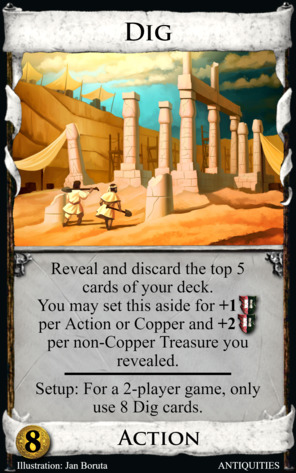 DIG
Reveal and discard the top 5
cards of your deck.
You may set this aside for +1
per Action or Copper and +2
per non-Copper Treasure you
revealed.
Setup: For a 2-player game, only
use 8 Dig cards.
8
ACTION
Illustration: Jan Boruta
ANTIQUITIES